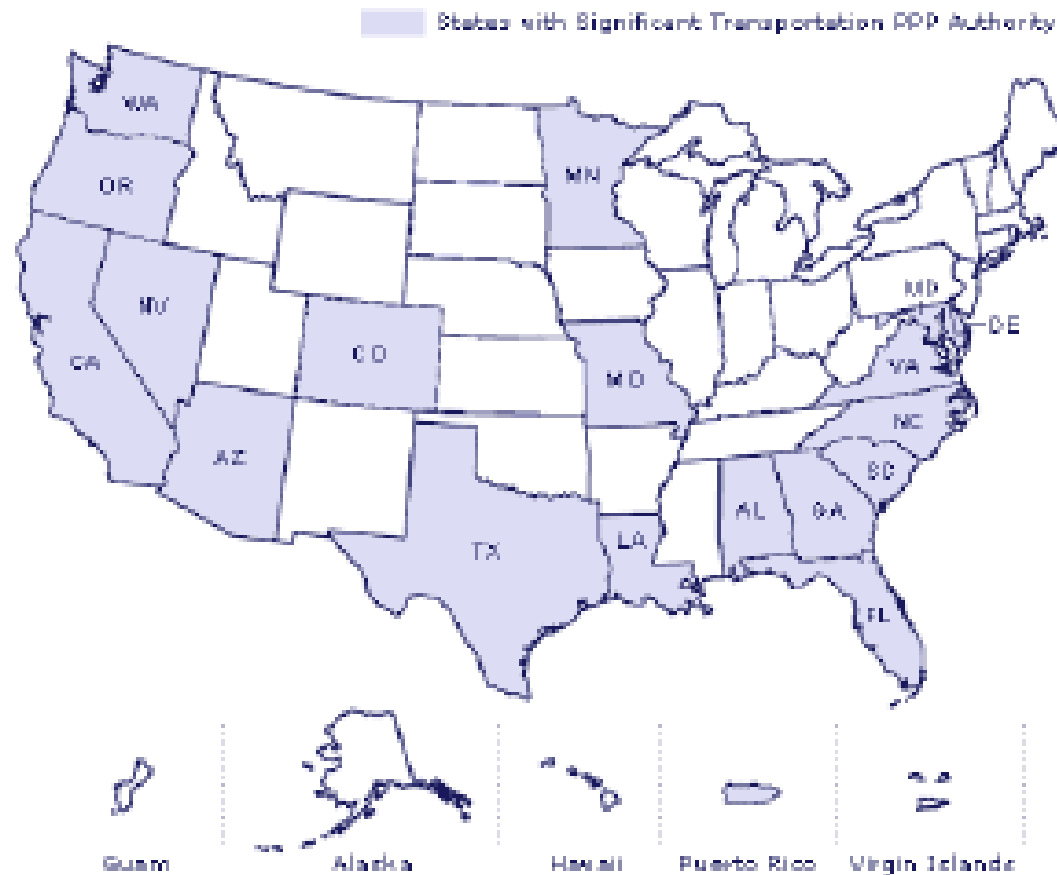 States with Significant Transportation PPP Authority
WA
OR
MN
NV
MD
DE
CO
CA
VA
MO
NC
AZ
SC
AL
GA
TX
LA
FL
Guam
Alaska
Hawaii
Puerto Rico
Virgin Islands